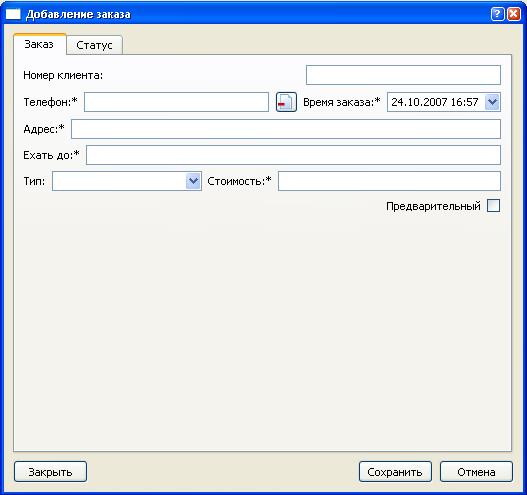 Добавление заказа
Заказ Статус
Номер клиента:
Телефон:* Время заказа:* 24.10.2007 16:57
Адрес:*
Ехать до:*
Тип: Стоимость:*
Предварительный
Закрыть Сохранить Отмена